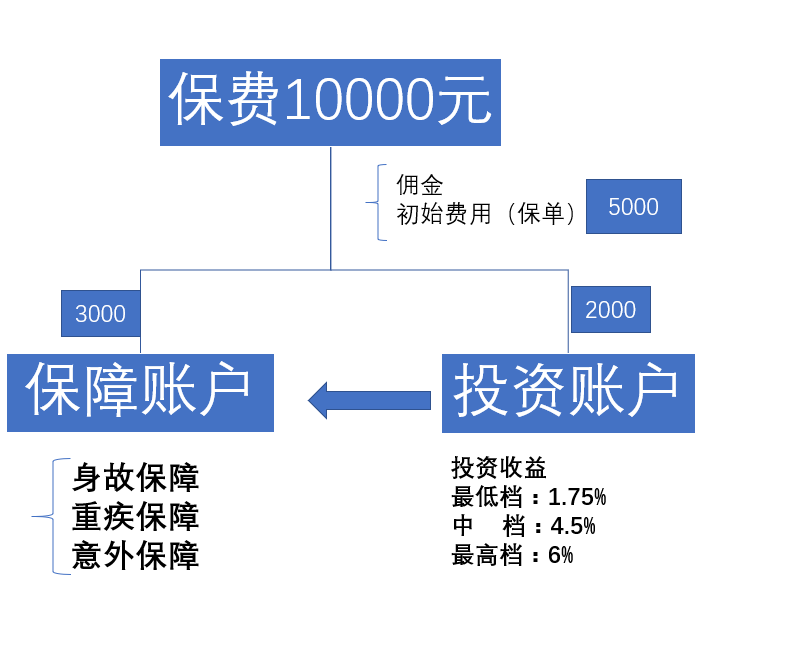 保费10000元
佣金
初始费用（保单）
5000
3000
2000
保障账户
投资账户
身故保障
重疾保障
意外保障
投资收益
最低档：1.75%
中    档：4.5%
最高档：6%